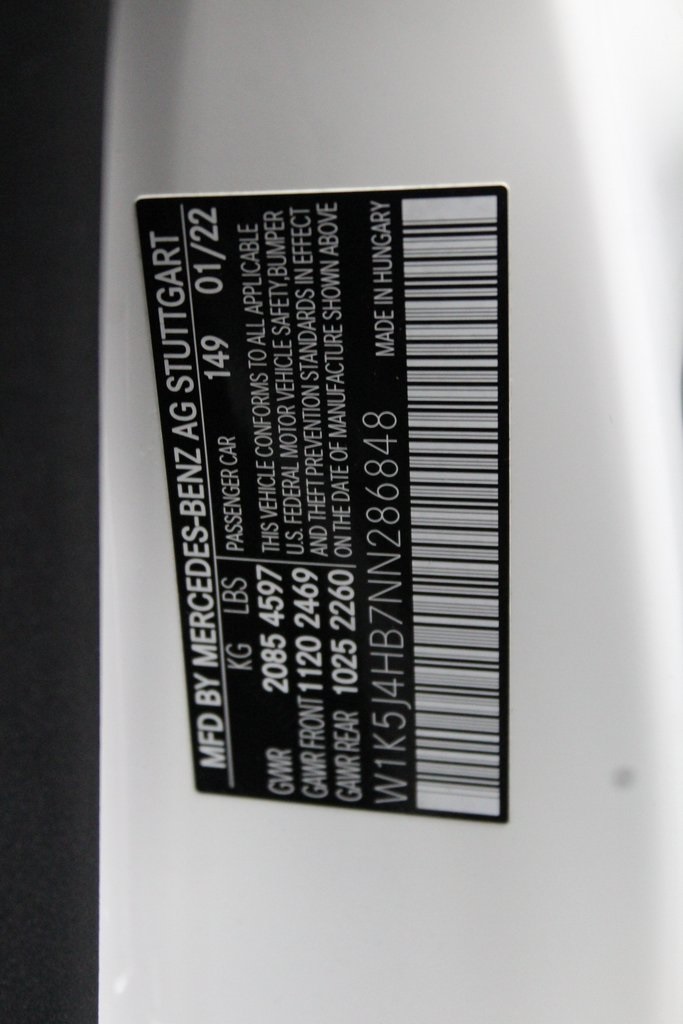 MFD BY MERCEDES-BENZ AG STUTTGART
KG LBS PASSENGER CAR 149 01/22
GVWR 2085 4597 THIS VEHICLE CONFORMS TO ALL APPLICABLE
U.S. FEDERAL MOTOR VEHICLE SAFETY,BUMPER
GAWR FRONT 1120 2469 AND THEFT PREVENTION STANDARDS IN EFFECT
GAWR REAR 1025 2260 ON THE DATE OF MANUFACTURE SHOWN ABOVE
W1K5J4HB7NN286848 MADE IN HUNGARY